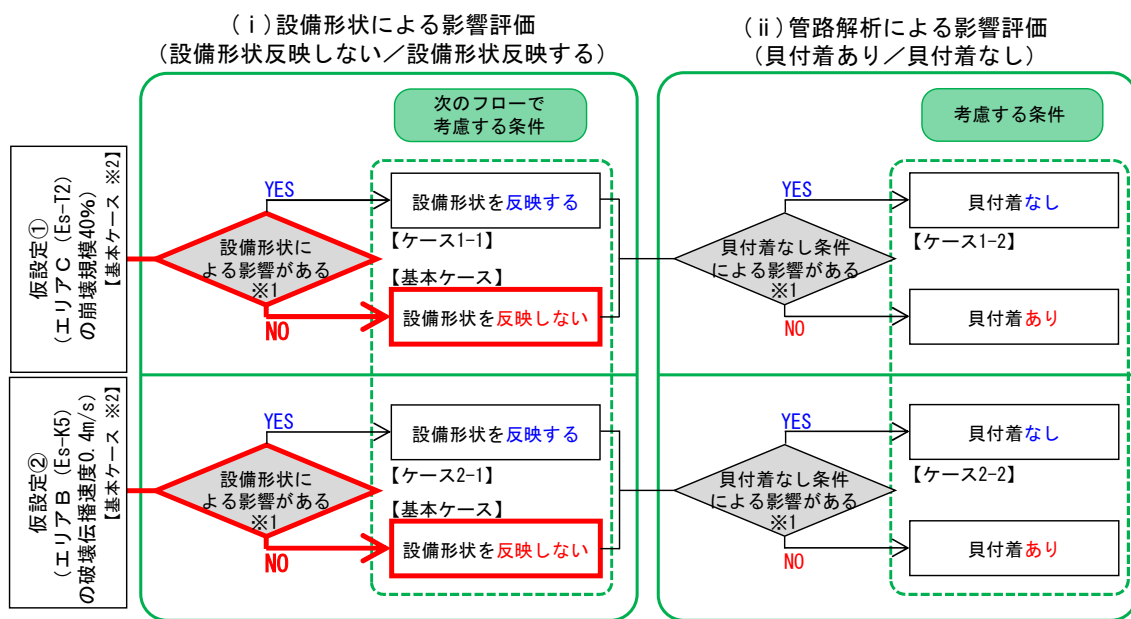 (ⅰ)設備形状による影響評価
(設備形状反映しない/設備形状反映する)
(ⅱ)管路解析による影響評価
(貝付着あり/貝付着なし)
次のフローで
考慮する条件
考慮する条件
仮設定①
(エリアC(Es-T2)
の崩壊規模40%)
【基本ケース ※2】
設備形状に
よる影響がある
※1
YES
設備形状を反映する
【ケース1-1】
【基本ケース】
NO
設備形状を反映しない
貝付着なし条件
による影響がある
※1
YES
貝付着なし
【ケース1-2】
NO
貝付着あり
仮設定②
(エリアB(Es-K5)
の破壊伝播速度0.4m/s)
【基本ケース ※2】
設備形状に
よる影響がある
※1
YES
設備形状を反映する
【ケース2-1】
【基本ケース】
NO
設備形状を反映しない
貝付着なし条件
による影響がある
※1
YES
貝付着なし
【ケース2-2】
NO
貝付着あり